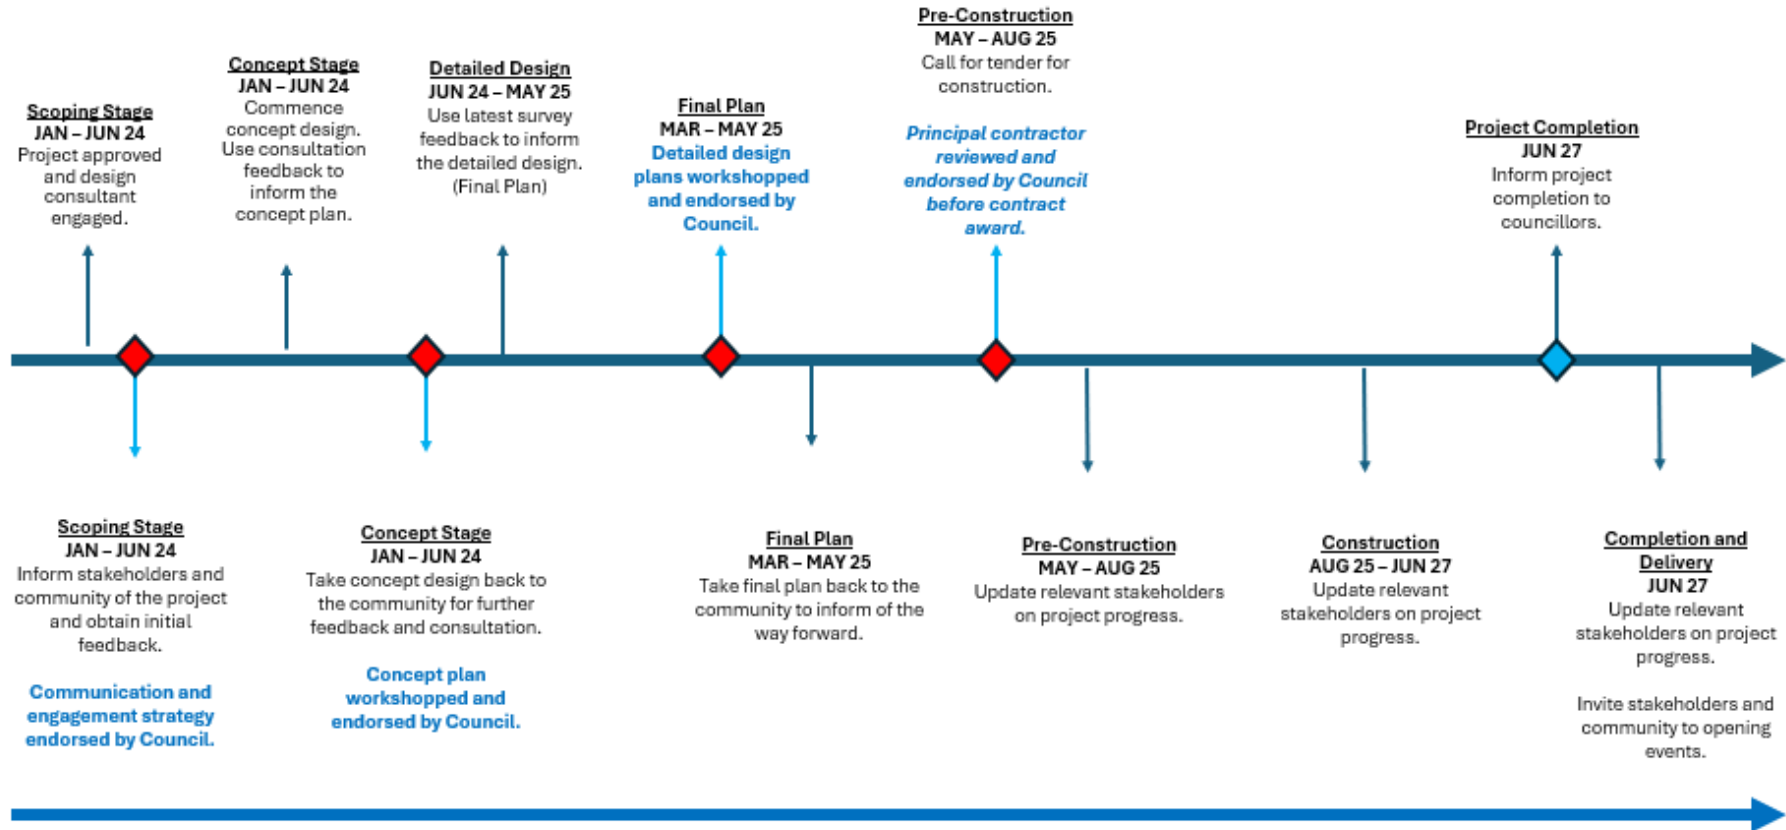 Scoping Stage
JAN – JUN 24
Project approved
and design
consultant
engaged.
Concept Stage
JAN – JUN 24
Commence
concept design.
Use consultation
feedback to
inform the
concept plan.
Detailed Design
JUN 24 – MAY 25
Use latest survey
feedback to inform
the detailed design.
(Final Plan)
Final Plan
MAR – MAY 25
Detailed design
plans workshopped
and endorsed by
Council.
Pre-Construction
MAY – AUG 25
Call for tender for
construction.
Principal contractor
reviewed and
endorsed by Council
before contract
award.
Project Completion
JUN 27
Inform project
completion to
councillors.
Scoping Stage
JAN – JUN 24
Inform stakeholders and
community of the project
and obtain initial
feedback.
Communication and
engagement strategy
endorsed by Council.
Concept Stage
JAN – JUN 24
Take concept design back to
the community for further
feedback and consultation.
Concept plan
workshopped and
endorsed by Council.
Final Plan
MAR – MAY 25
Take final plan back to the
community to inform of the
way forward.
Pre-Construction
MAY – AUG 25
Update relevant stakeholders
on project progress.
Construction
AUG 25 – JUN 27
Update relevant
stakeholders on project
progress.
Completion and
Delivery
JUN 27
Update relevant
stakeholders on project
progress.
Invite stakeholders and
community to opening
events.